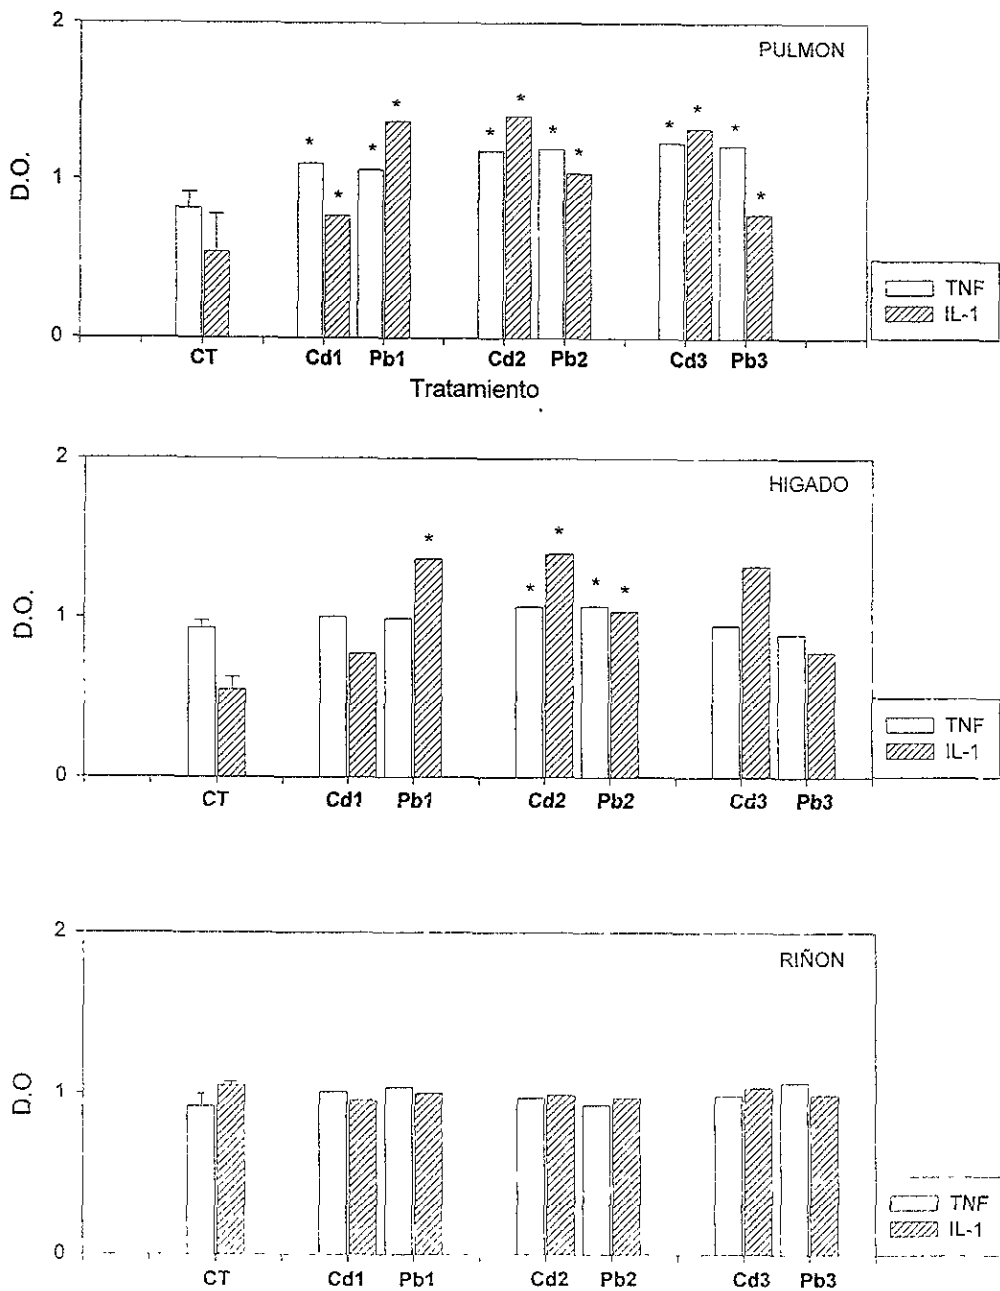 2
PULMON
* * * * * * * * * * * *
1
D.O.
0
TNF
IL-1
CT Cd1 Pb1 Cd2 Pb2 Cd3 Pb3
Tratamiento
2
HIGADO
* * * * *
1
D.O.
0
TNF
IL-1
CT Cd1 Pb1 Cd2 Pb2 Cd3 Pb3
2
RIÑON
1
D.O
0
TNF
IL-1
CT Cd1 Pb1 Cd2 Pb2 Cd3 Pb3